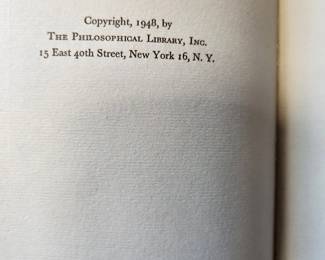 Copyright, 1948, by
The Philosophical Library, Inc.
15 East 40th Street, New York 16, N. Y.